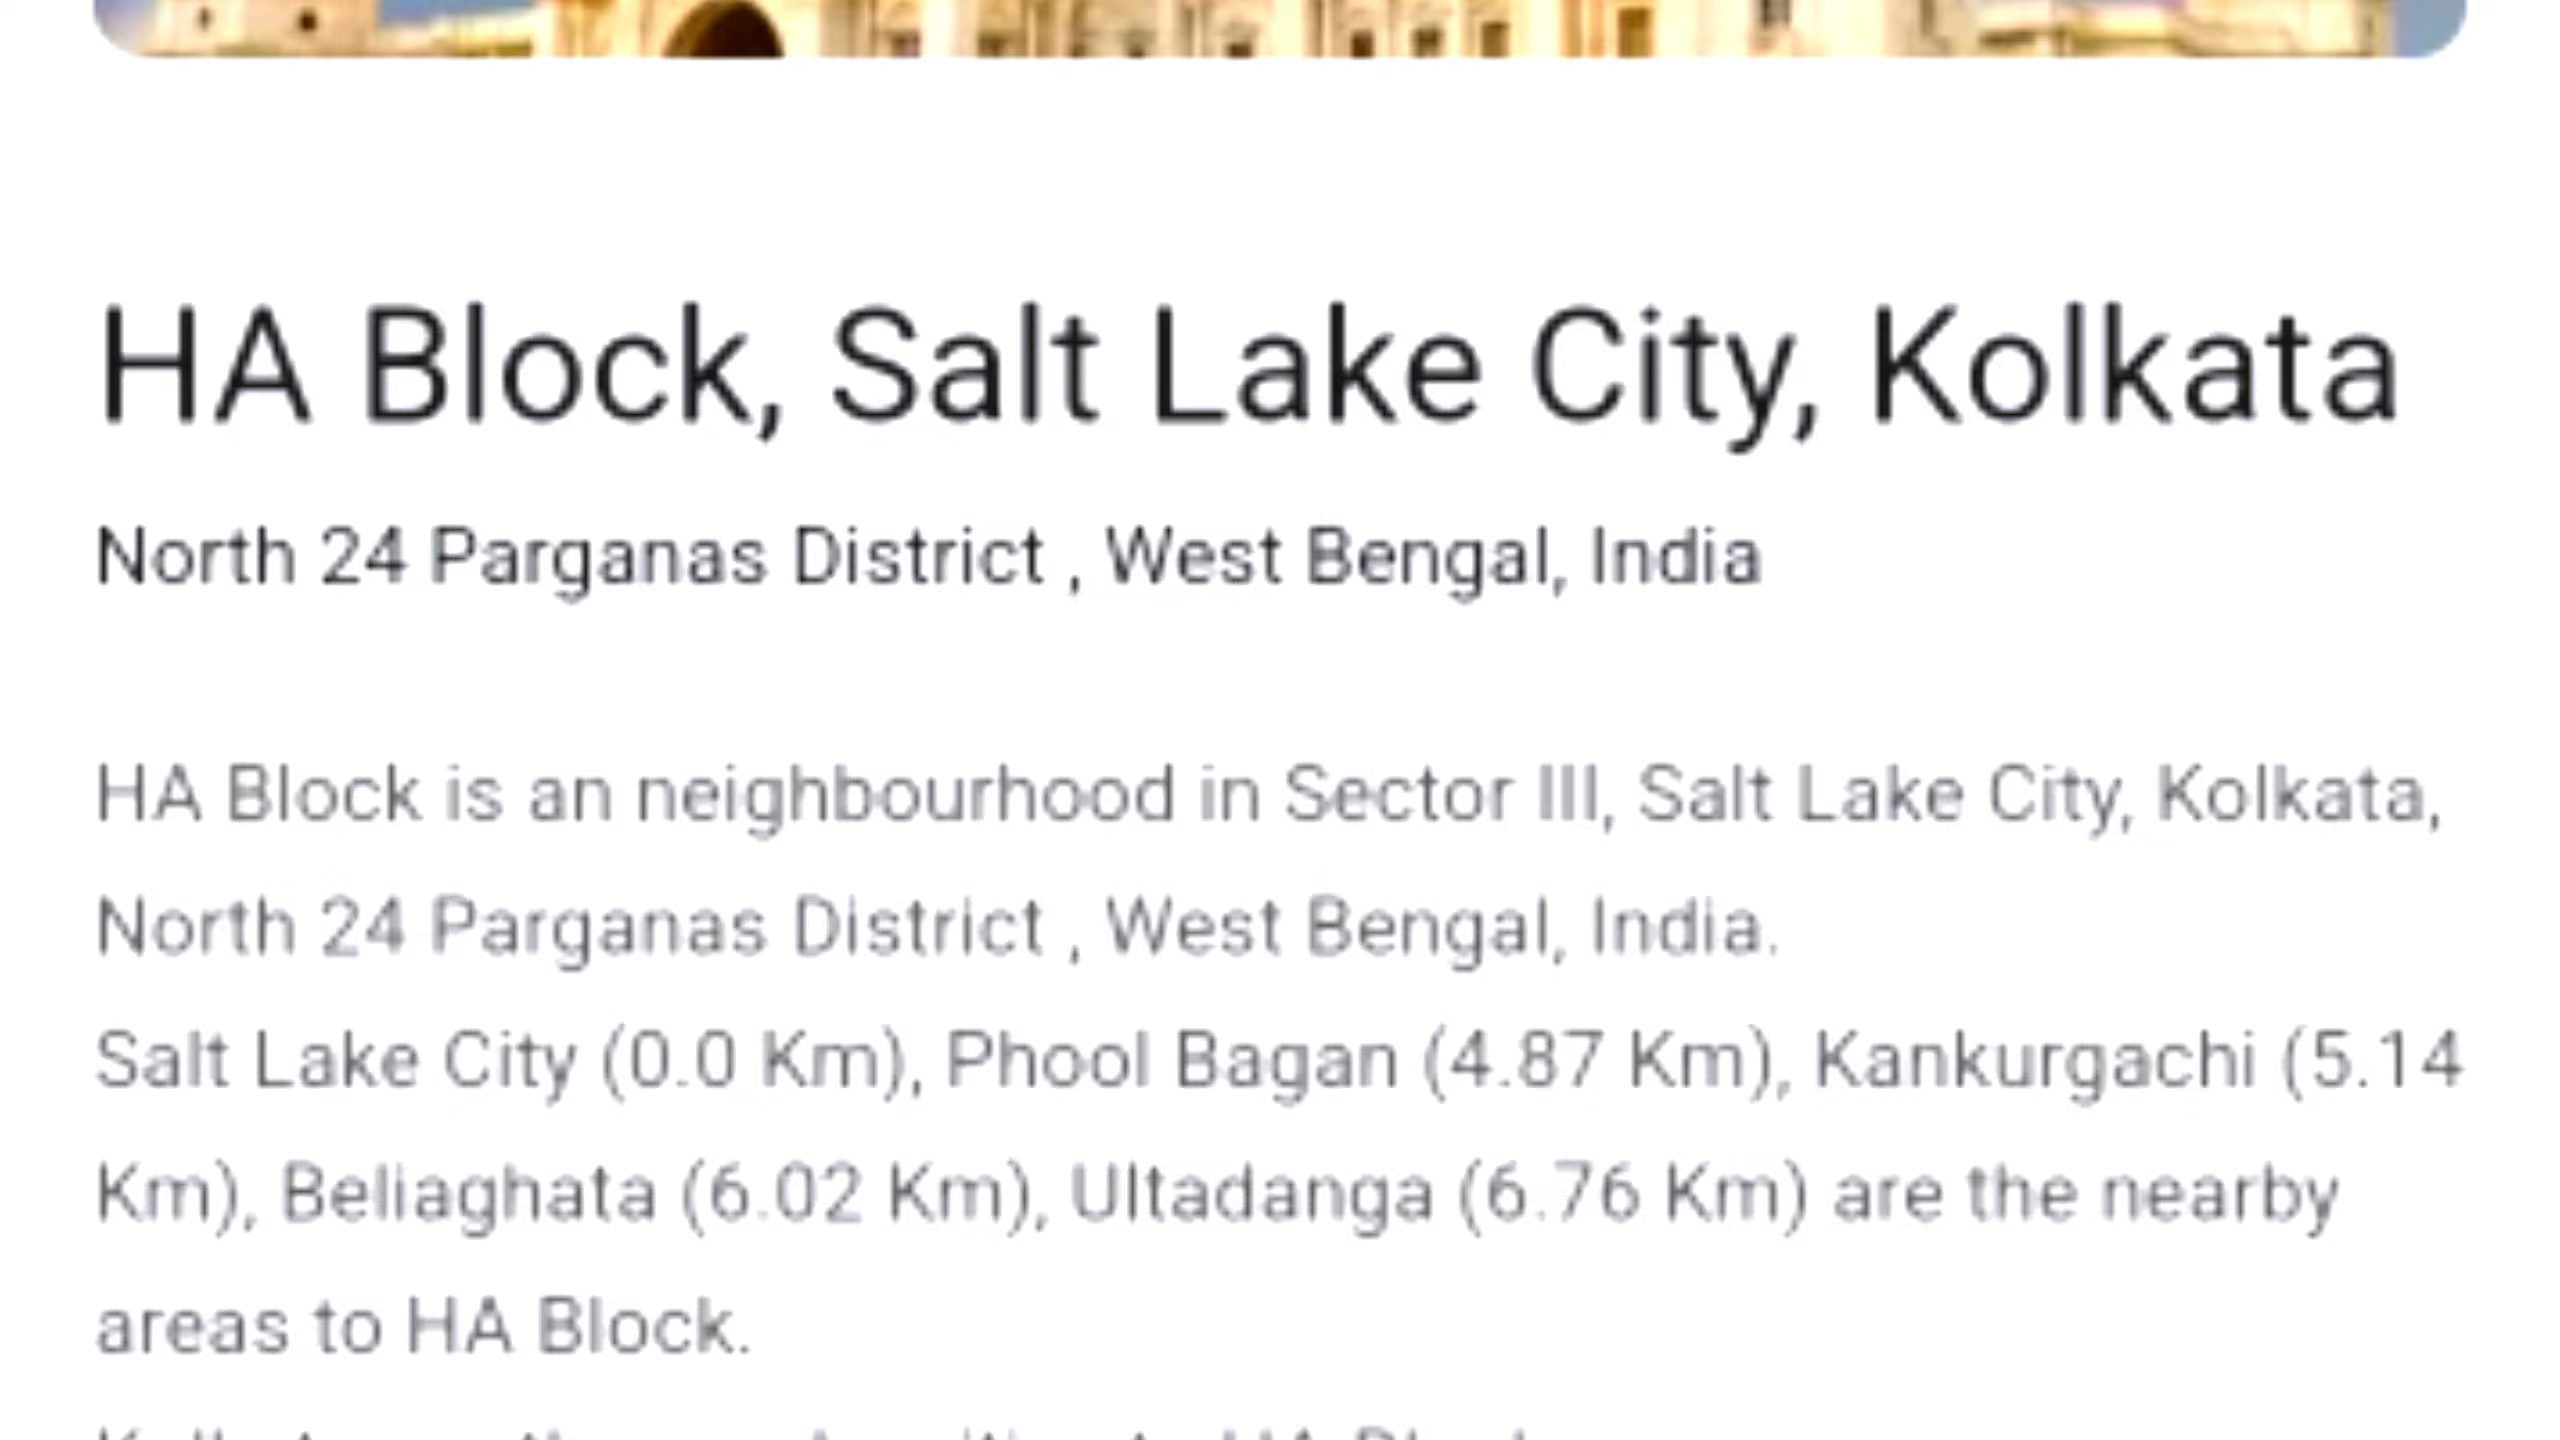 HA Block, Salt Lake City, Kolkata
North 24 Parganas District , West Bengal, India
HA Block is an neighbourhood in Sector III, Salt Lake City, Kolkata,
North 24 Parganas District , West Bengal, India.
Salt Lake City (0.0 Km), Phool Bagan (4.87 Km), Kankurgachi (5.14
Km), Beliaghata (6.02 Km), Ultadanga (6.76 Km) are the nearby
areas to HA Block.